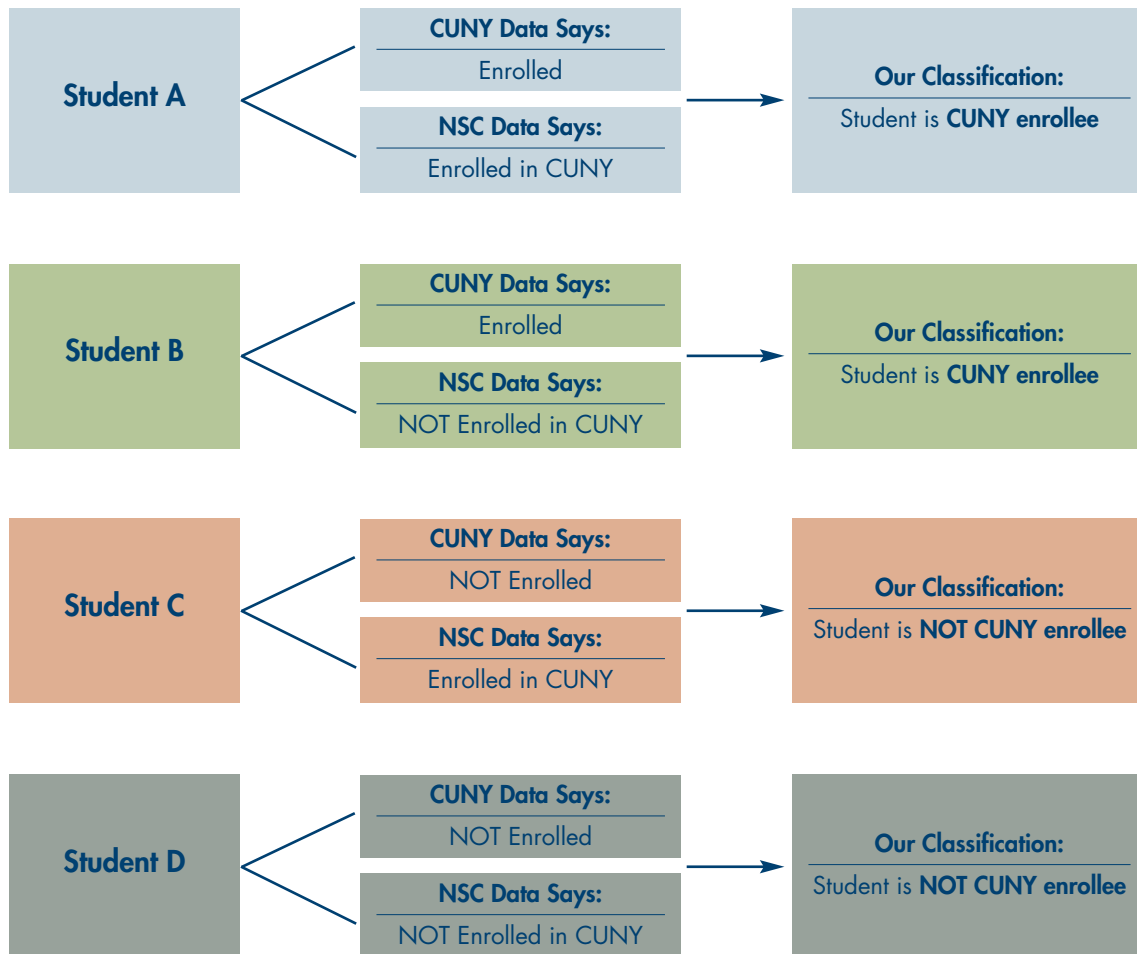 Student A
CUNY Data Says:
Enrolled
NSC Data Says:
Enrolled in CUNY
Our Classification:
Student is CUNY enrollee
Student B
CUNY Data Says:
Enrolled
NSC Data Says:
NOT Enrolled in CUNY
Our Classification:
Student is CUNY enrollee
Student C
CUNY Data Says:
NOT Enrolled
NSC Data Says:
Enrolled in CUNY
Our Classification:
Student is NOT CUNY enrollee
Student D
CUNY Data Says:
NOT Enrolled
NSC Data Says:
NOT Enrolled in CUNY
Our Classification:
Student is NOT CUNY enrollee